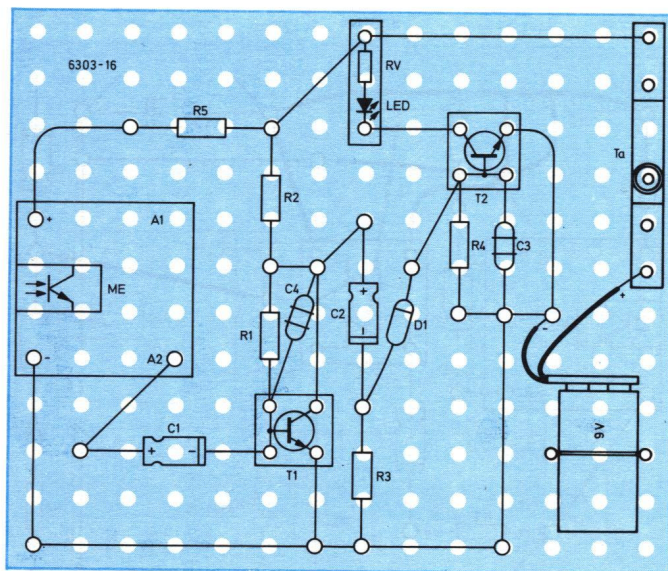 6303-16
RV
LED
R5
Ta
T2
R2
A1
+
R4
C3
ME
C4
+
C2
D1
R1
-
-
+
-
A2
C1
+
-
9V
T1
R3